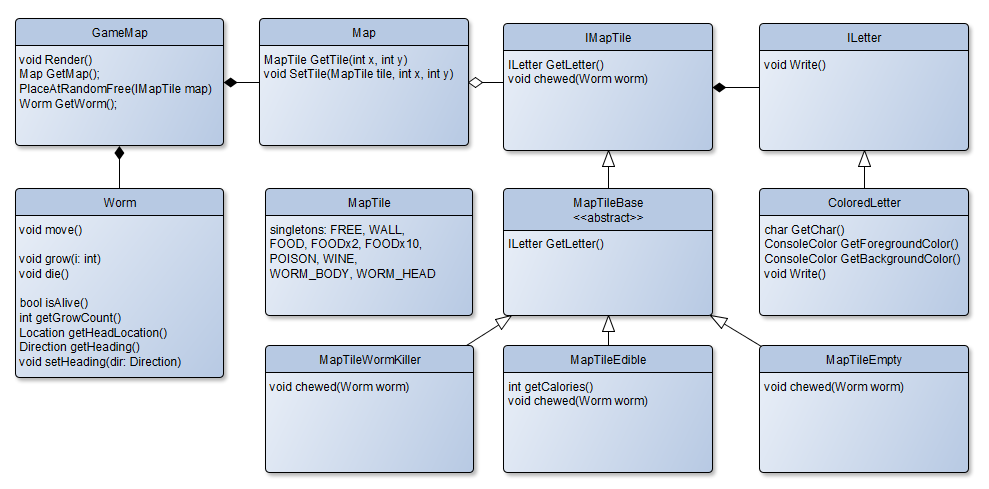 GameMap
void Render()
Map GetMap();
PlaceAtRandomFree(IMapTile map)
Worm GetWorm();
Map
MapTile GetTile(int x, int y)
void SetTile(MapTile tile, int x, int y)
IMapTile
ILetter GetLetter()
void chewed(Worm worm)
ILetter
void Write()
Worm
void move()
void grow(i: int)
void die()
bool isAlive()
int getGrowCount()
Location getHeadLocation()
Direction getHeading()
void setHeading(dir: Direction)
MapTile
singletons: FREE, WALL,
FOOD, FOODx2, FOODx10,
POISON, WINE,
WORM_BODY, WORM_HEAD
MapTileBase
<<abstract>>
ILetter GetLetter()
ColoredLetter
char GetChar()
ConsoleColor GetForegroundColor()
ConsoleColor GetBackgroundColor()
void Write()
MapTileWormKiller
void chewed(Worm worm)
MapTileEdible
int getCalories()
void chewed(Worm worm)
MapTileEmpty
void chewed(Worm worm)